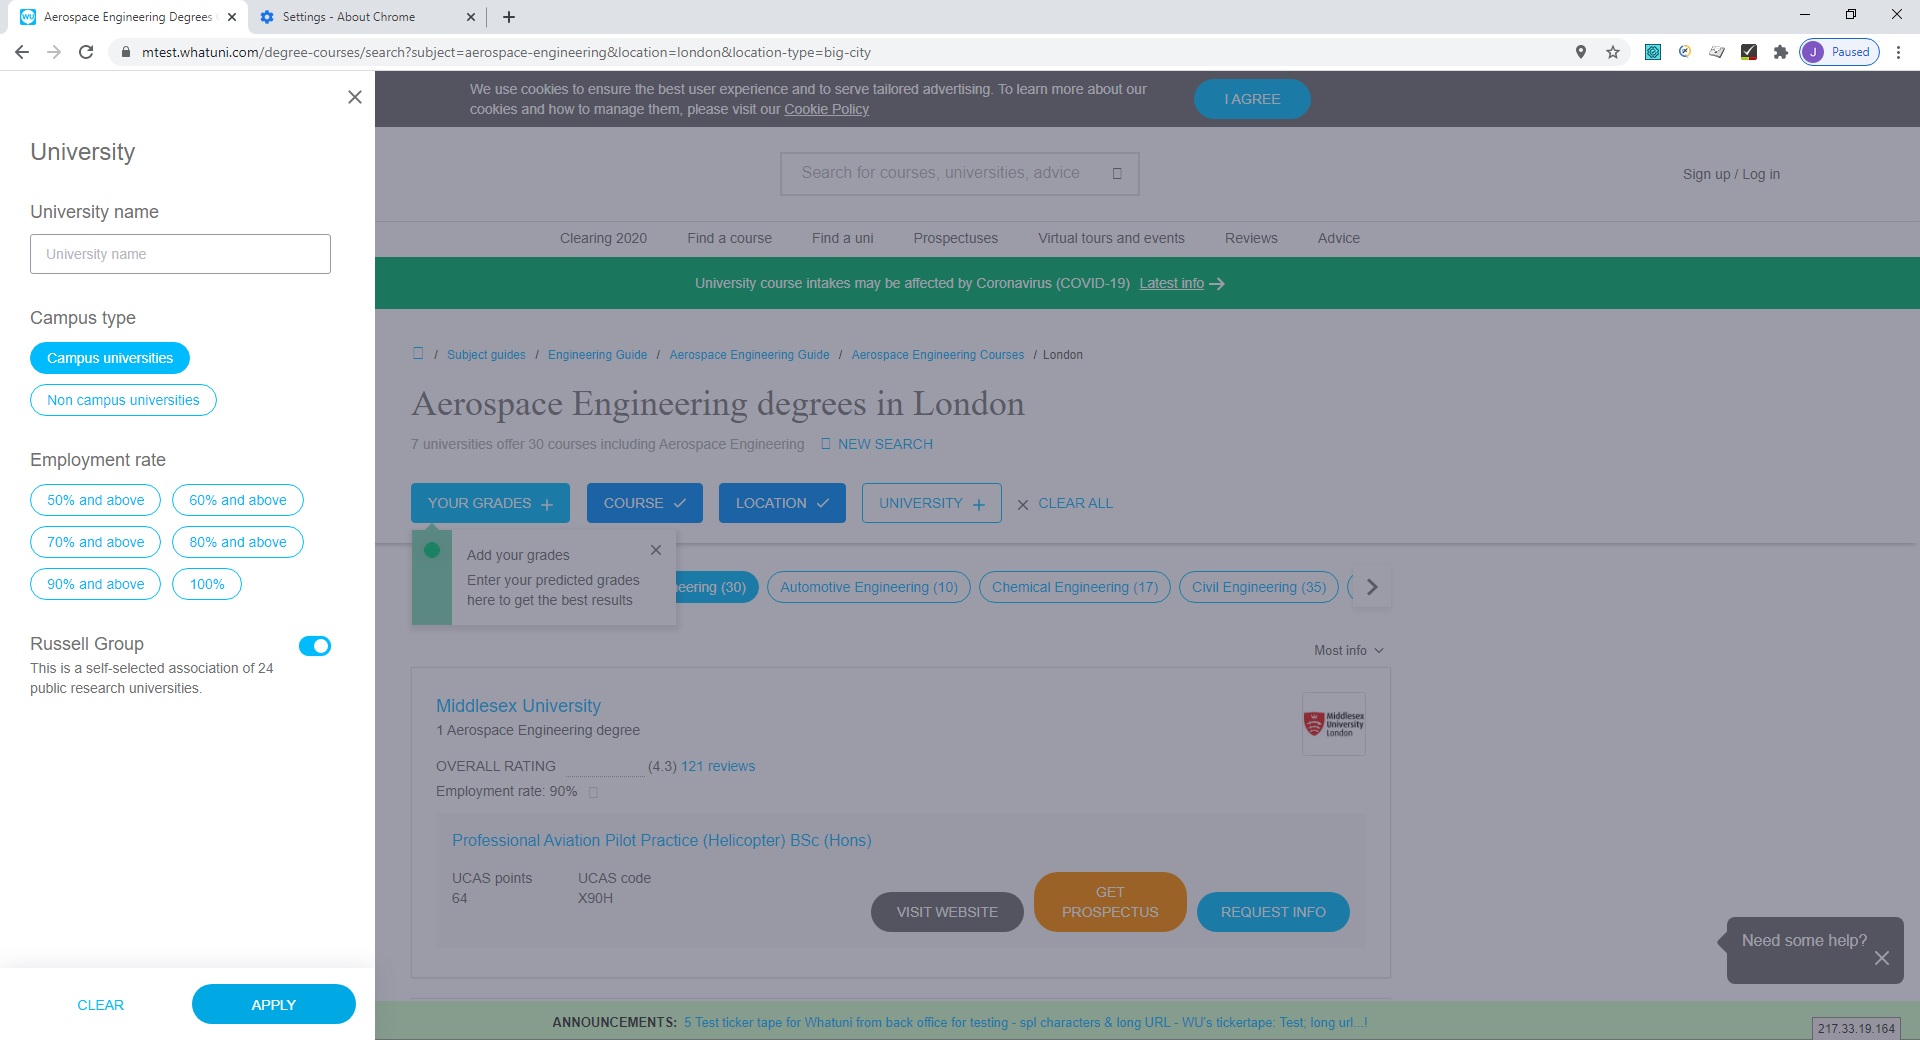 Aerospace Engineering Degrees
Settings - About Chrome
mtest.whatuni.com/degree-courses/search?subject=aerospace-engineering&location=london&location-type=big-city
J Paused
We use cookies to ensure the best user experience and to serve tailored advertising. To learn more about our
cookies and how to manage them, please visit our Cookie Policy
I AGREE
University
University name
University name
Campus type
Campus universities
Non campus universities
Employment rate
50% and above
60% and above
70% and above
80% and above
90% and above
100%
Russell Group
This is a self-selected association of 24
public research universities.
CLEAR
APPLY
Search for courses, universities, advice
Sign up / Log in
Clearing 2020
Find a course
Find a uni
Prospectuses
Virtual tours and events
Reviews
Advice
University course intakes may be affected by Coronavirus (COVID-19) Latest info
/ Subject guides / Engineering Guide / Aerospace Engineering Guide / Aerospace Engineering Courses / London
Aerospace Engineering degrees in London
7 universities offer 30 courses including Aerospace Engineering
NEW SEARCH
YOUR GRADES
COURSE
LOCATION
UNIVERSITY
CLEAR ALL
Add your grades
Enter your predicted grades
here to get the best results
neering (30)
Automotive Engineering (10)
Chemical Engineering (17)
Civil Engineering (35)
Most info
Middlesex University
1 Aerospace Engineering degree
Middlesex
University
London
OVERALL RATING (4.3) 121 reviews
Employment rate: 90%
Professional Aviation Pilot Practice (Helicopter) BSc (Hons)
UCAS points
64
UCAS code
X90H
VISIT WEBSITE
GET
PROSPECTUS
REQUEST INFO
Need some help?
ANNOUNCEMENTS: 5 Test ticker tape for Whatuni from back office for testing - spl characters & long URL - WU's tickertape: Test; long url...!
217.33.19.164